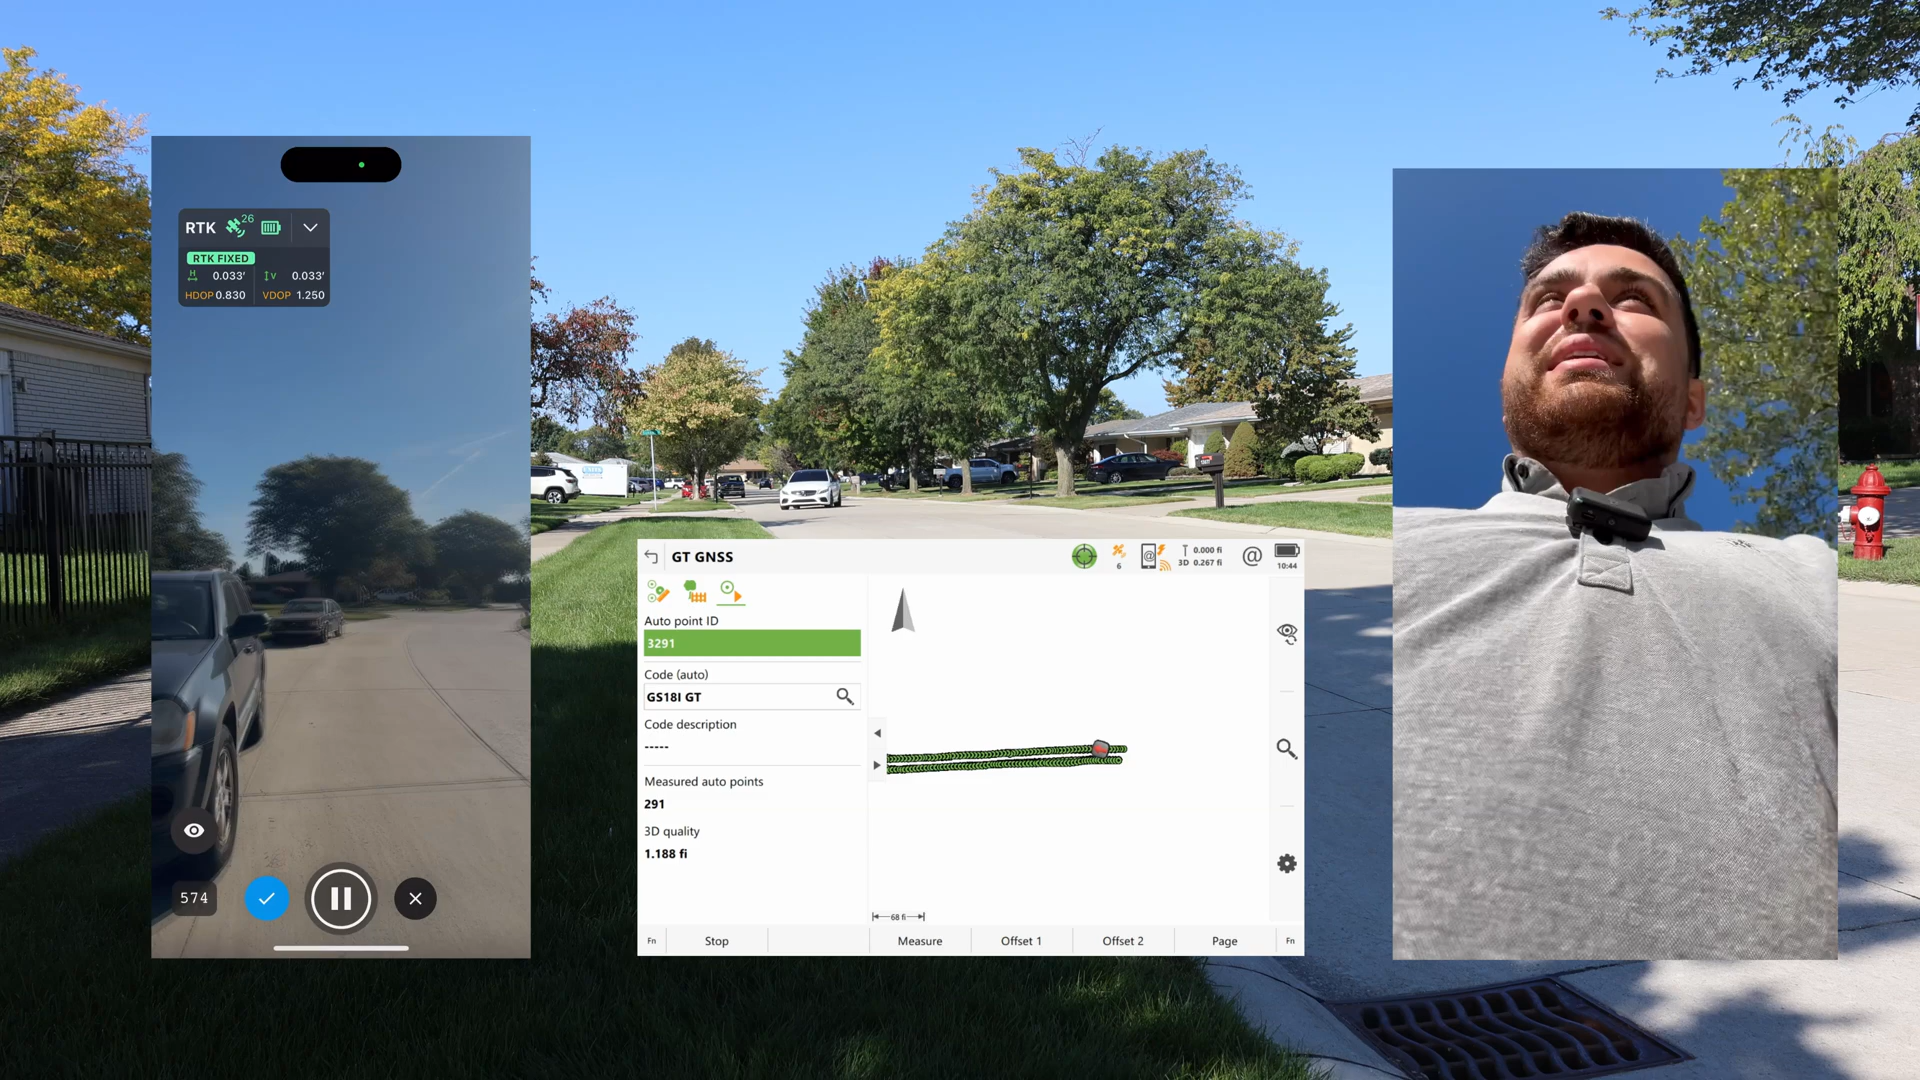 RTK 26
RTK FIXED
H 0.033' V 0.033'
HDOP 0.830 VDOP 1.250
574
GT GNSS
6
@
0.000 fi
3D 0.267 fi
@
10:44
Auto point ID
3291
Code (auto)
GS18I GT
Code description
-----
Measured auto points
291
3D quality
1.188 fi
68 fi
Fn Stop Measure Offset 1 Offset 2 Page Fn